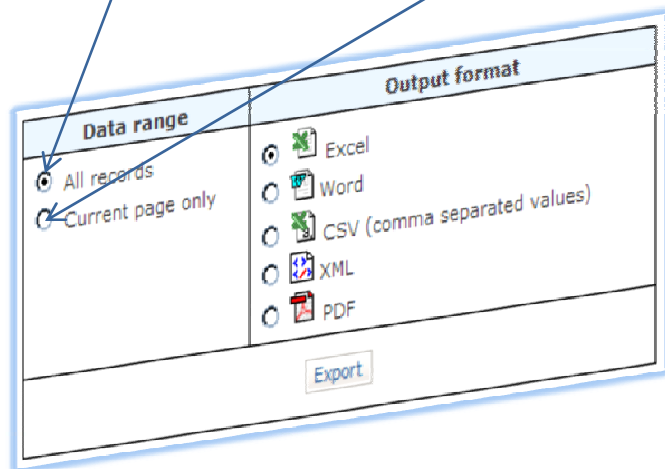 Data range
Output format
All records
Current page only
Excel
Word
CSV (comma separated values)
XML
PDF
Export